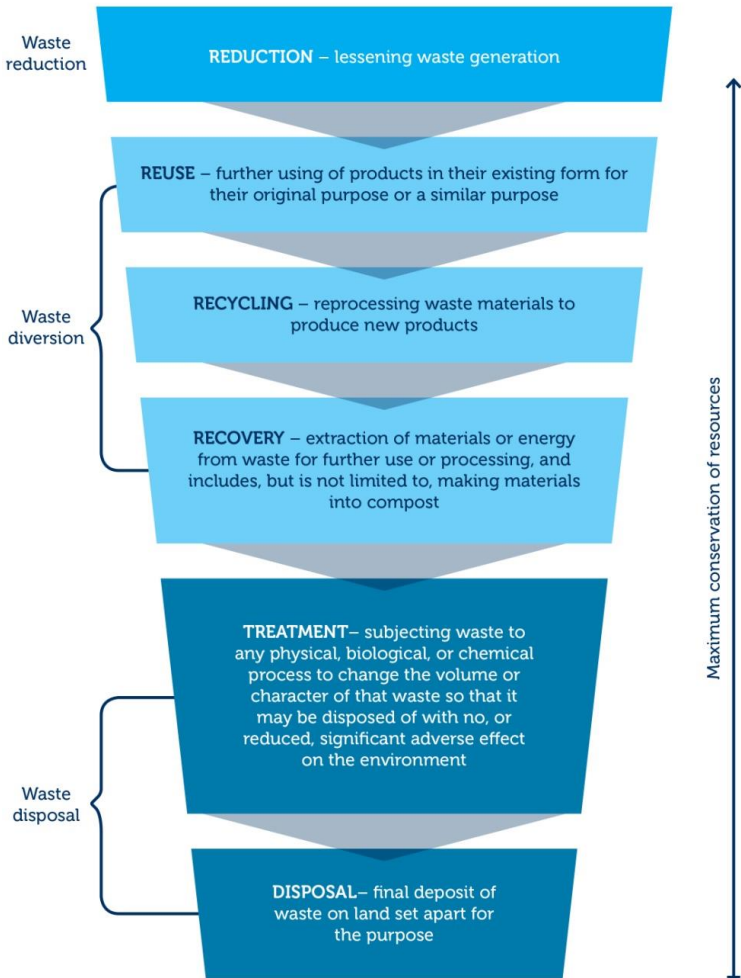 Waste
reduction
REDUCTION – lessening waste generation
REUSE – further using of products in their existing form for
their original purpose or a similar purpose
Waste
diversion
RECYCLING – reprocessing waste materials to
produce new products
RECOVERY – extraction of materials or energy
from waste for further use or processing, and
includes, but is not limited to, making materials
into compost
TREATMENT– subjecting waste to
any physical, biological, or chemical
process to change the volume or
character of that waste so that it
may be disposed of with no, or
reduced, significant adverse effect
on the environment
Waste
disposal
DISPOSAL– final deposit of
waste on land set apart for
the purpose
Maximum conservation of resources